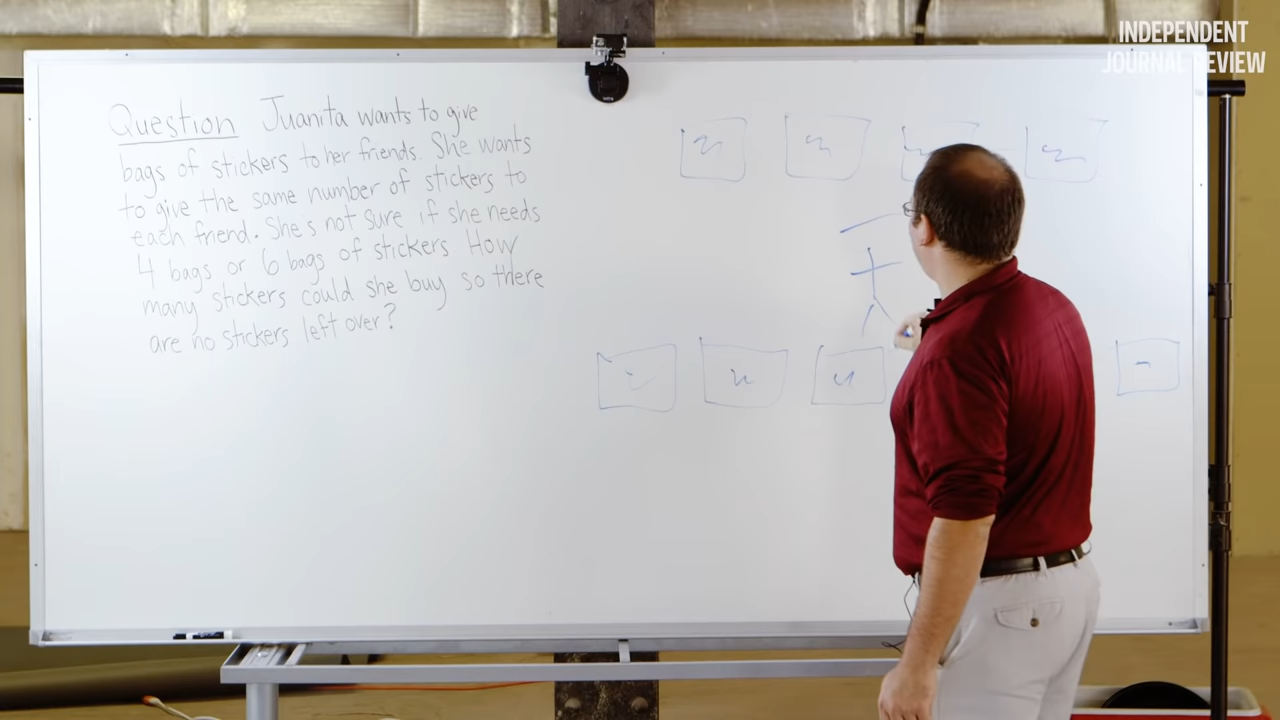 INDEPENDENT
JOURNAL REVIEW
Question Juanita wants to give
bags of stickers to her friends. She wants
to give the same number of stickers to
each friend. She's not sure if she needs
4 bags or 6 bags of stickers How
many stickers could she buy so there
are no stickers left over?